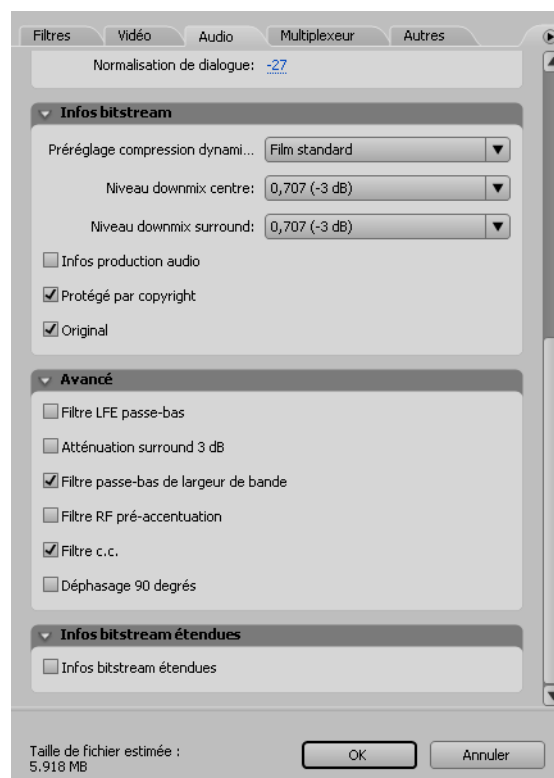 Filtres Vidéo Audio Multiplexeur Autres
Normalisation de dialogue: -27
Infos bitstream
Préréglage compression dynami... Film standard
Niveau downmix centre: 0,707 (-3 dB)
Niveau downmix surround: 0,707 (-3 dB)
Infos production audio
Protégé par copyright
Original
Avancé
Filtre LFE passe-bas
Atténuation surround 3 dB
Filtre passe-bas de largeur de bande
Filtre RF pré-accentuation
Filtre c.c.
Déphasage 90 degrés
Infos bitstream étendues
Infos bitstream étendues
Taille de fichier estimée :
5.918 MB
OK Annuler